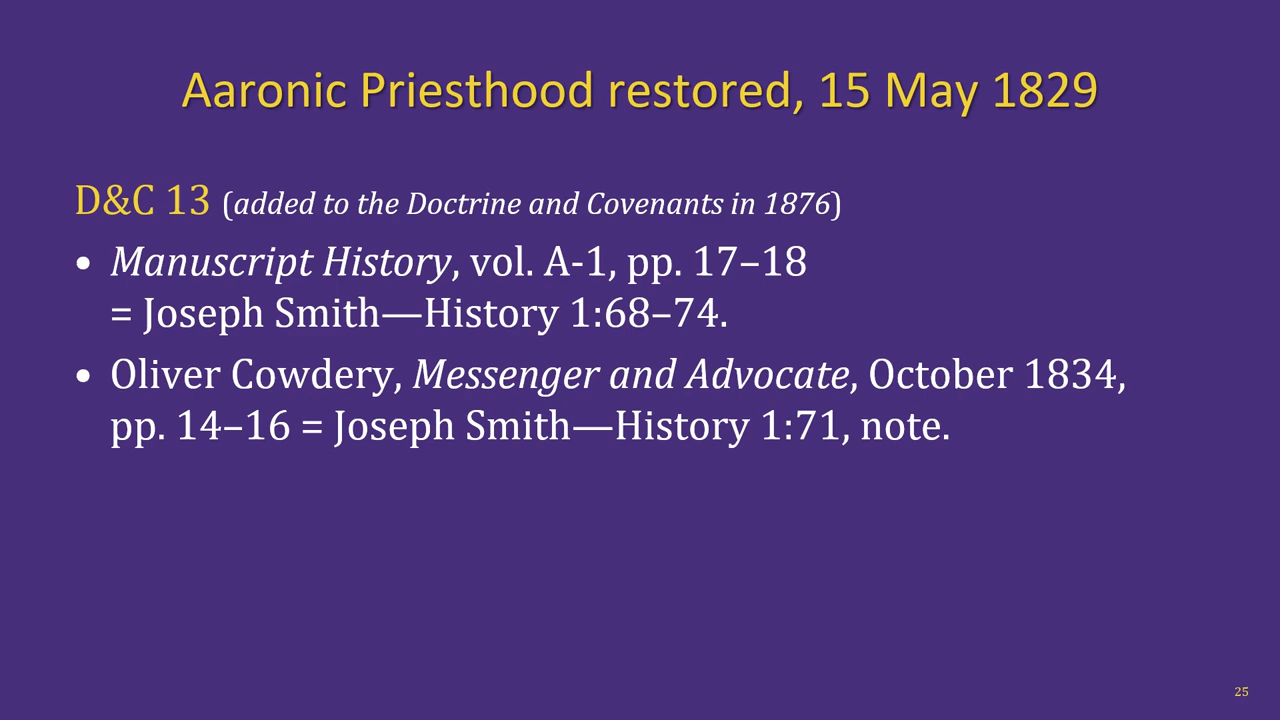 Aaronic Priesthood restored, 15 May 1829
D&C 13 (added to the Doctrine and Covenants in 1876)
• Manuscript History, vol. A-1, pp. 17–18
= Joseph Smith—History 1:68–74.
• Oliver Cowdery, Messenger and Advocate, October 1834,
pp. 14–16 = Joseph Smith—History 1:71, note.
25